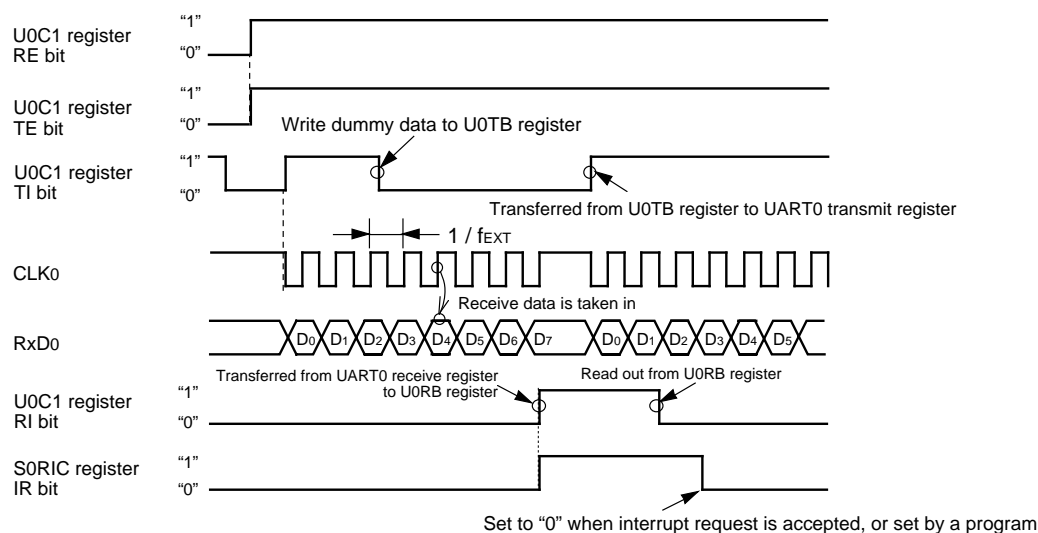 U0C1 register
RE bit
“1”
“0”
U0C1 register
TE bit
“1”
“0”
Write dummy data to U0TB register
U0C1 register
TI bit
“1”
“0”
Transferred from U0TB register to UART0 transmit register
1 / fEXT
CLK0
Receive data is taken in
RxD0
D0 D1 D2 D3 D4 D5 D6 D7 D0 D1 D2 D3 D4 D5
Transferred from UART0 receive register
to U0RB register
Read out from U0RB register
U0C1 register
RI bit
“1”
“0”
S0RIC register
IR bit
“1”
“0”
Set to “0” when interrupt request is accepted, or set by a program